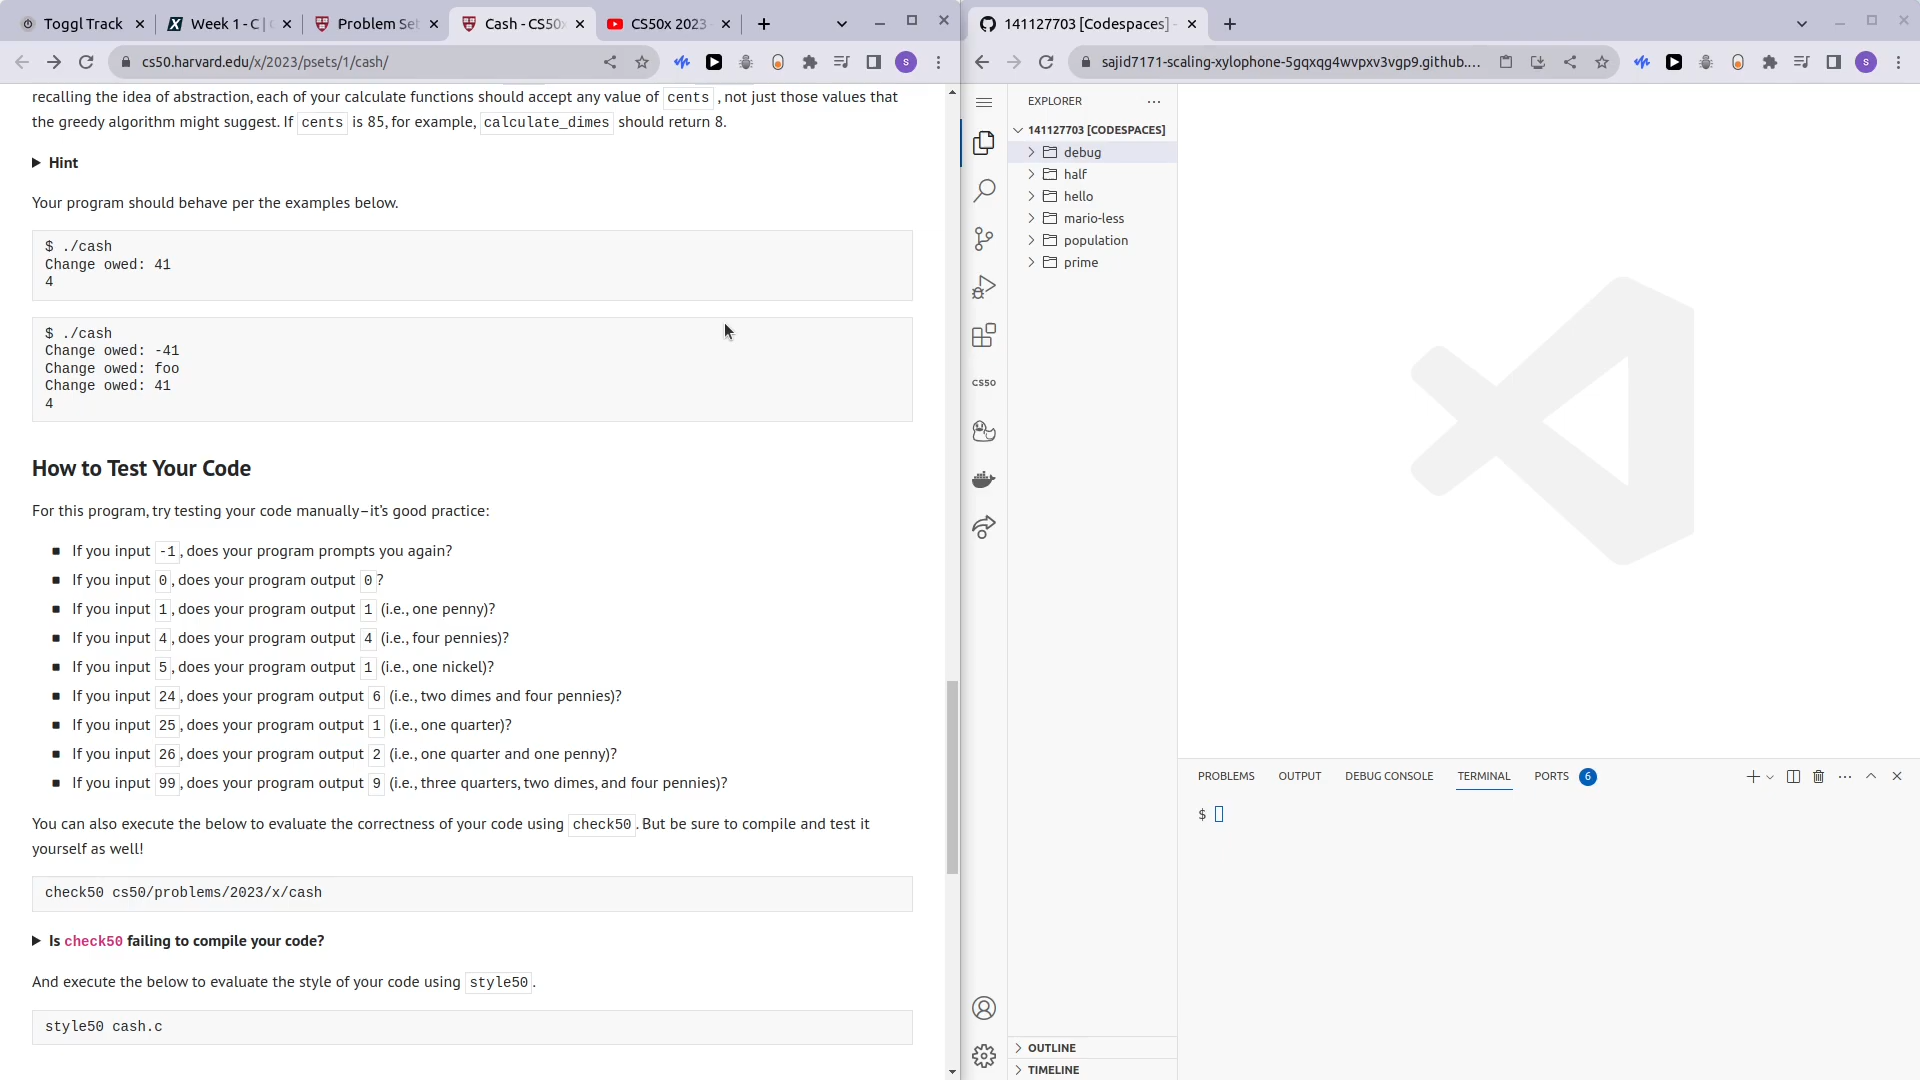 Toggl Track
Week 1 - C |
Problem Set
Cash - CS50x
CS50x 2023
141127703 [Codespaces] -
cs50.harvard.edu/x/2023/psets/1/cash/
S
sajid7171-scaling-xylophone-5gqxqg4wvpxv3vgp9.github....
S
recalling the idea of abstraction, each of your calculate functions should accept any value of cents , not just those values that
the greedy algorithm might suggest. If cents is 85, for example, calculate_dimes should return 8.
Hint
Your program should behave per the examples below.
$ ./cash
Change owed: 41
4
$ ./cash
Change owed: -41
Change owed: foo
Change owed: 41
4
How to Test Your Code
For this program, try testing your code manually–it's good practice:
If you input -1, does your program prompts you again?
If you input 0, does your program output 0?
If you input 1, does your program output 1 (i.e., one penny)?
If you input 4, does your program output 4 (i.e., four pennies)?
If you input 5, does your program output 1 (i.e., one nickel)?
If you input 24, does your program output 6 (i.e., two dimes and four pennies)?
If you input 25, does your program output 1 (i.e., one quarter)?
If you input 26, does your program output 2 (i.e., one quarter and one penny)?
If you input 99, does your program output 9 (i.e., three quarters, two dimes, and four pennies)?
You can also execute the below to evaluate the correctness of your code using check50. But be sure to compile and test it
yourself as well!
check50 cs50/problems/2023/x/cash
Is check50 failing to compile your code?
And execute the below to evaluate the style of your code using style50.
style50 cash.c
EXPLORER
141127703 [CODESPACES]
debug
half
hello
mario-less
population
prime
CS50
OUTLINE
TIMELINE
PROBLEMS OUTPUT DEBUG CONSOLE TERMINAL PORTS 6
$